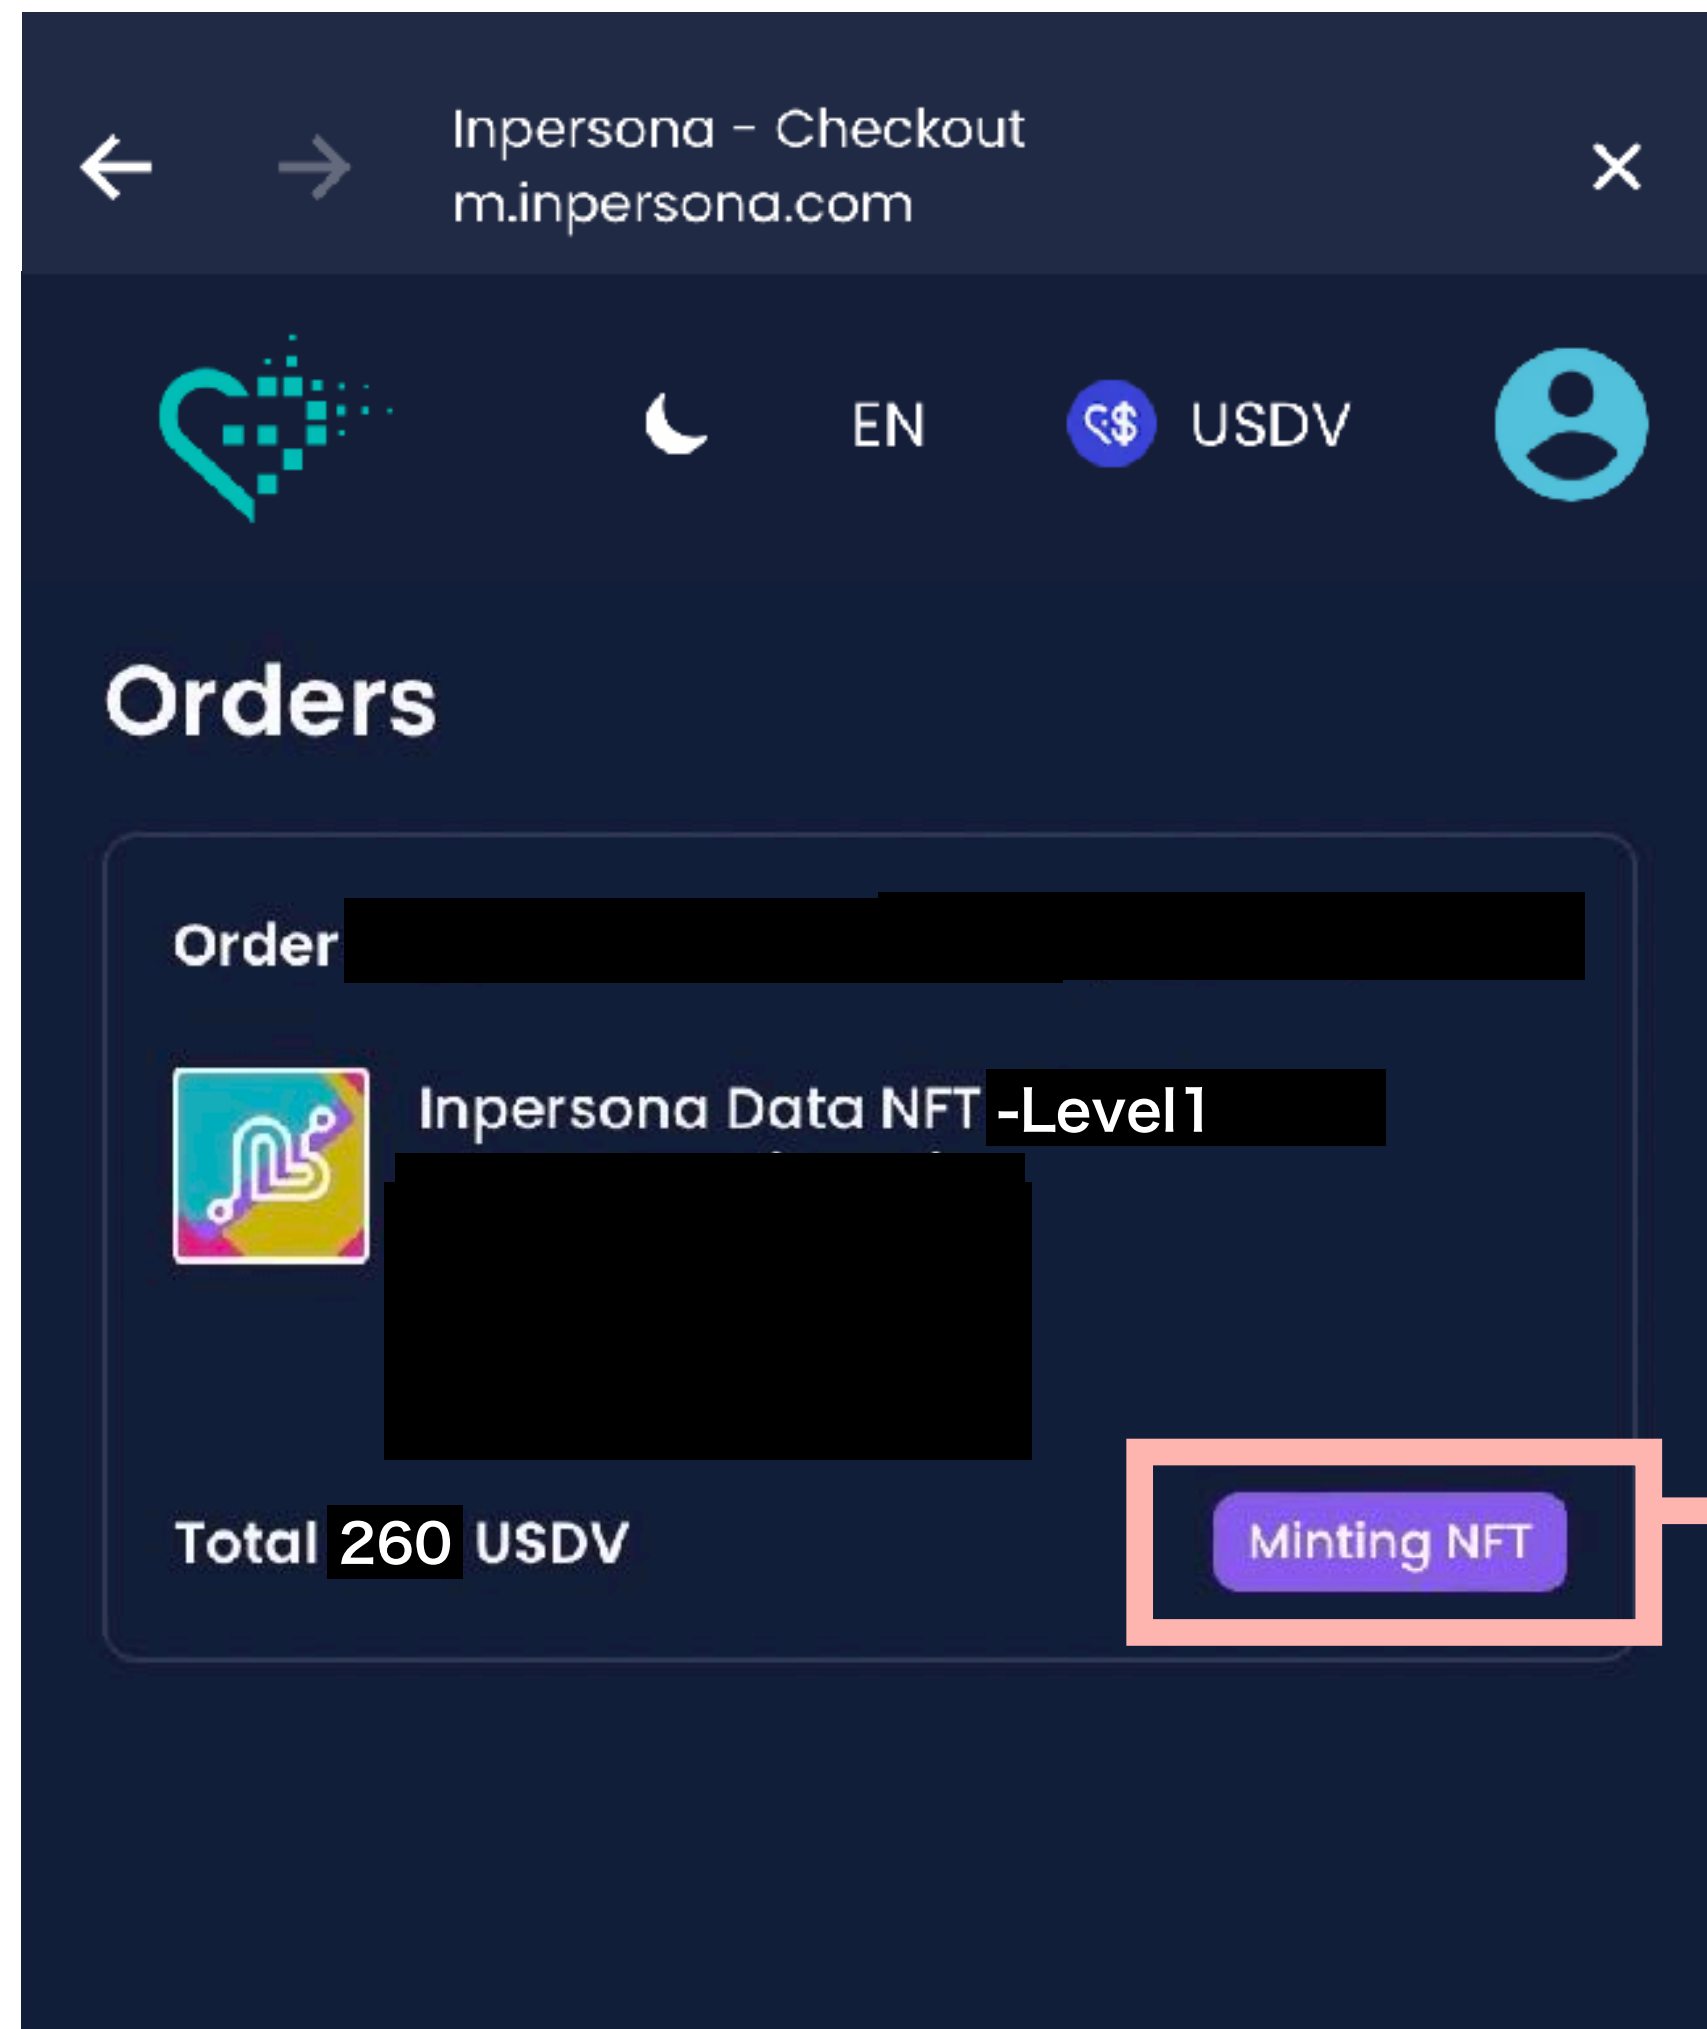 Inpersona - Checkout
m.inpersona.com
EN
USDV
Orders
Order
Inpersona Data NFT -Level1
Total 260 USDV
Minting NFT